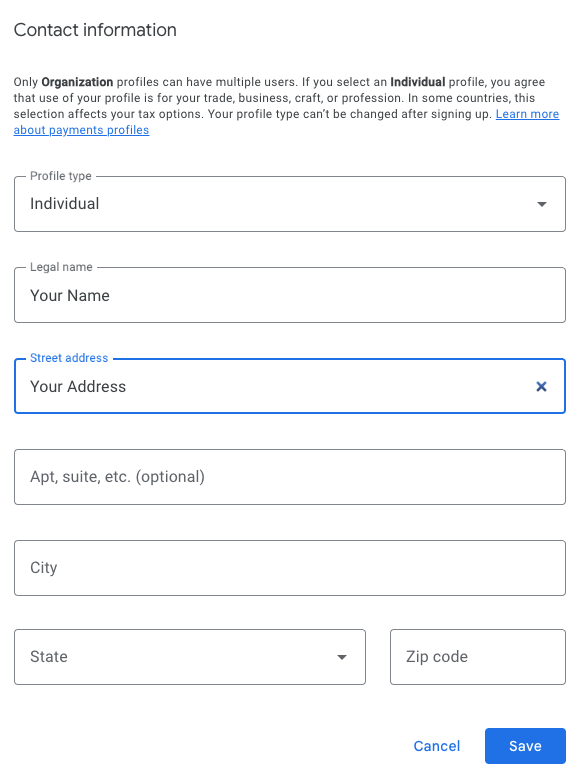 Contact information
Only Organization profiles can have multiple users. If you select an Individual profile, you agree
that use of your profile is for your trade, business, craft, or profession. In some countries, this
selection affects your tax options. Your profile type can't be changed after signing up. Learn more
about payments profiles
Profile type
Individual
Legal name
Your Name
Street address
Your Address
Apt, suite, etc. (optional)
City
State
Zip code
Cancel
Save